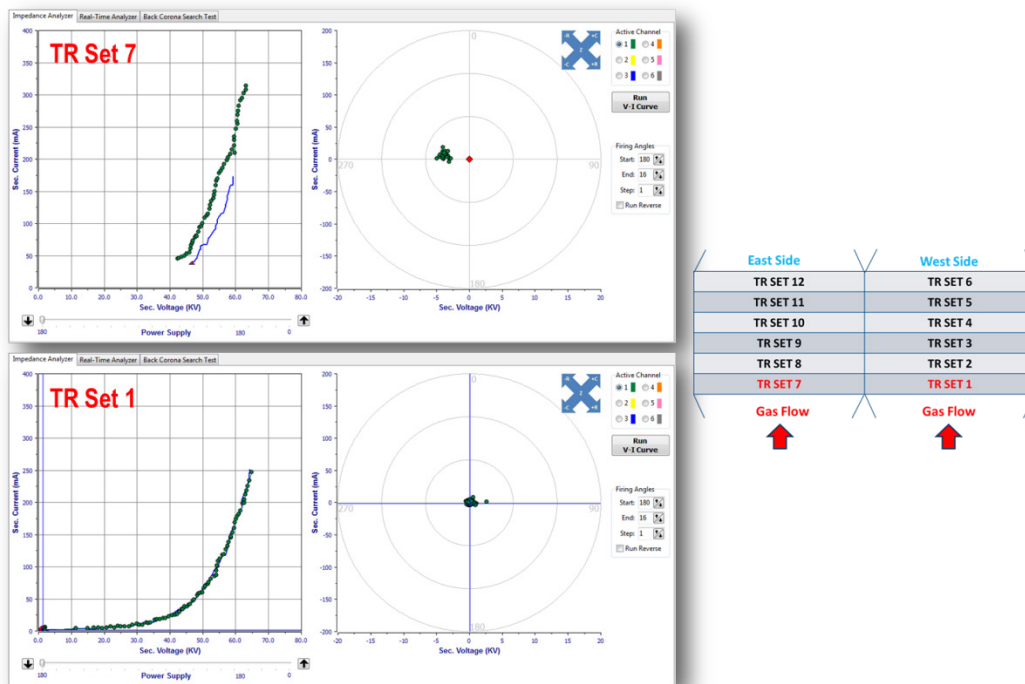 Impedance Analyzer Real-Time Analyzer Back Corona Search Test
TR Set 7
Sec. Current (mA)
400
350
300
250
200
150
100
50
0
0.0 10.0 20.0 30.0 40.0 50.0 60.0 70.0 80.0
Sec. Voltage (KV)
0
180 180 0
Power Supply
Sec. Current (mA)
200
150
100
50
0
-50
-100
-150
-200
-20 -15 -10 -5 0 5 10 15 20
Sec. Voltage (KV)
0
270 90
180
-R +C
Z
-C +R
Active Channel
1 4
2 5
3 6
Run
V-I Curve
Firing Angles
Start: 180
End: 16
Step: 1
Run Reverse
Impedance Analyzer Real-Time Analyzer Back Corona Search Test
TR Set 1
Sec. Current (mA)
400
350
300
250
200
150
100
50
0
0.0 10.0 20.0 30.0 40.0 50.0 60.0 70.0 80.0
Sec. Voltage (KV)
0
180 180 0
Power Supply
Sec. Current (mA)
200
150
100
50
0
-50
-100
-150
-200
-20 -15 -10 -5 0 5 10 15 20
Sec. Voltage (KV)
0
270 90
180
-R +C
Z
-C +R
Active Channel
1 4
2 5
3 6
Run
V-I Curve
Firing Angles
Start: 180
End: 16
Step: 1
Run Reverse
East Side West Side
TR SET 12 TR SET 6
TR SET 11 TR SET 5
TR SET 10 TR SET 4
TR SET 9 TR SET 3
TR SET 8 TR SET 2
TR SET 7 TR SET 1
Gas Flow Gas Flow